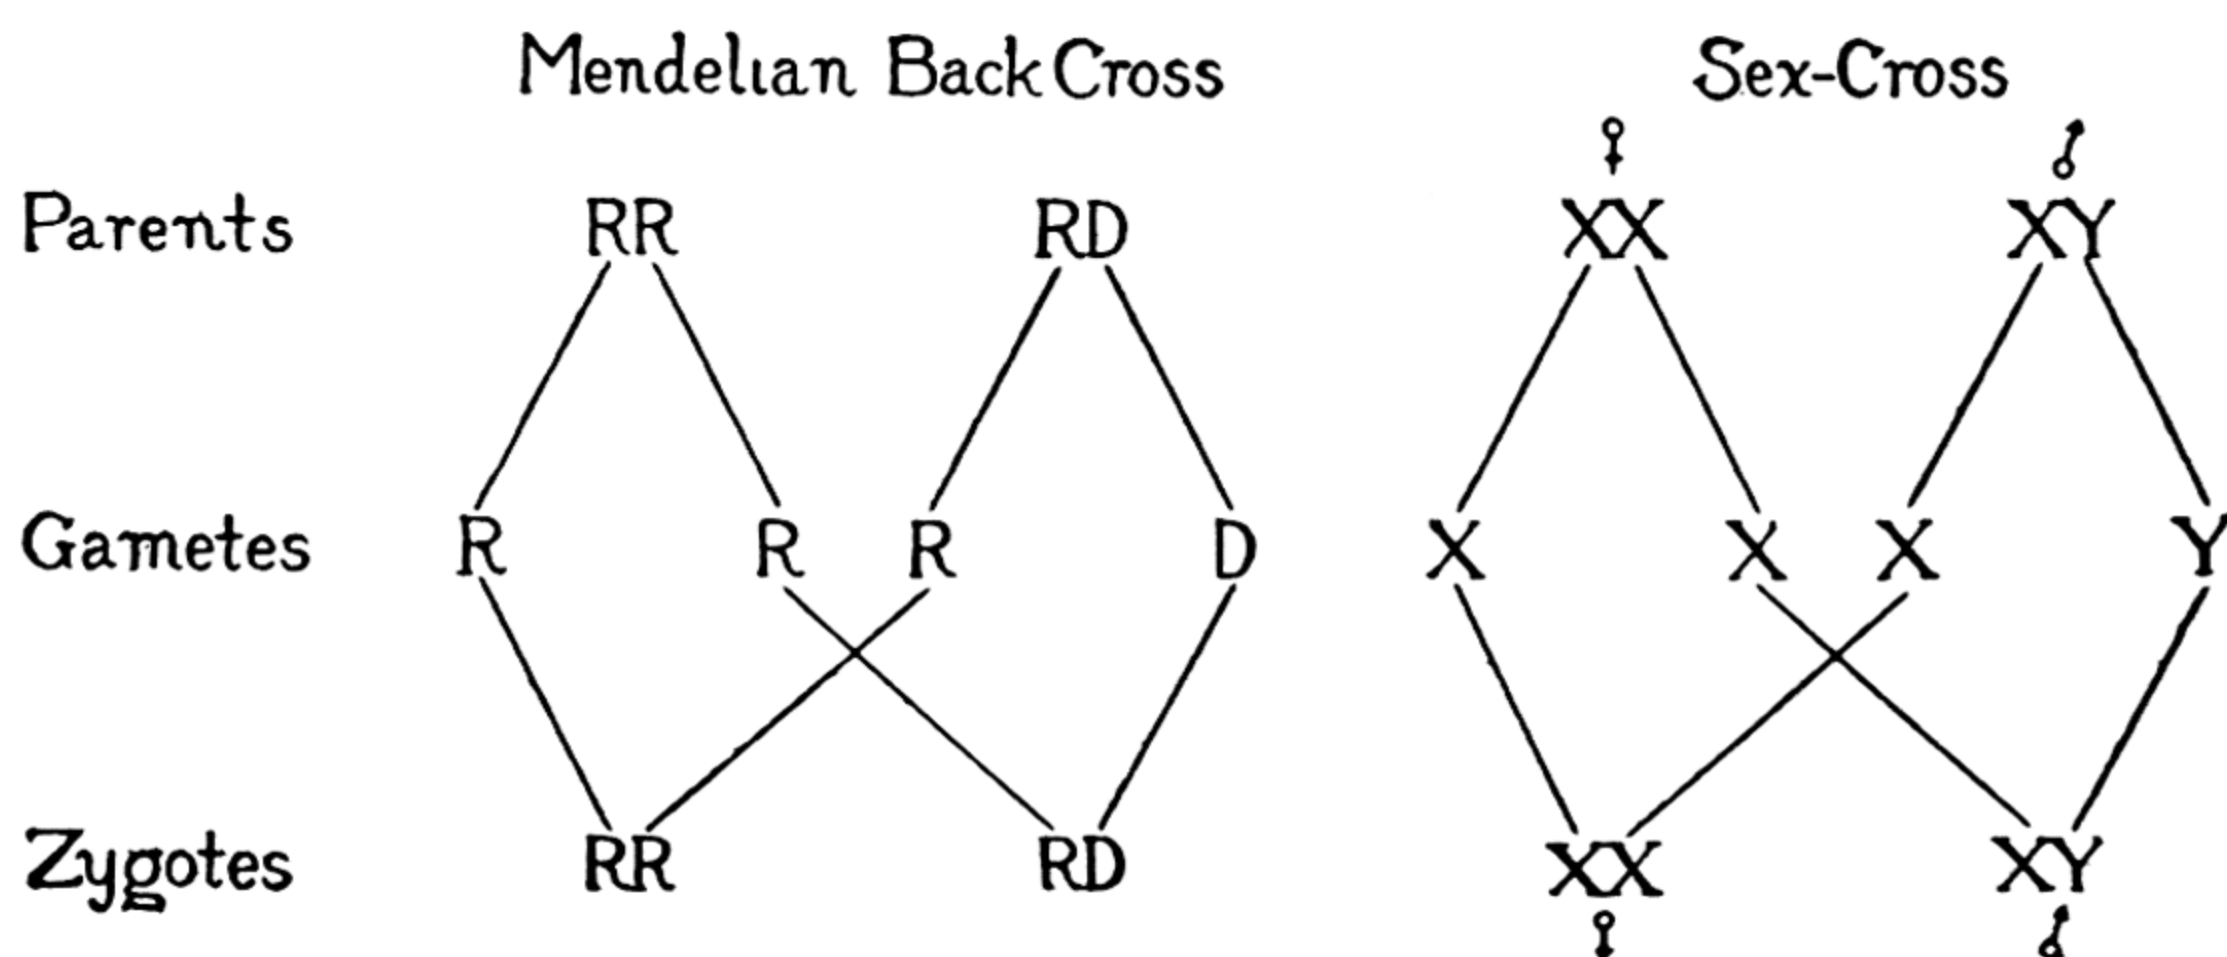 Mendelian Back Cross Sex-Cross
♀ ♂
Parents RR RD XX XY
Gametes R R R D X X X Y
Zygotes RR RD XX XY
♀ ♂